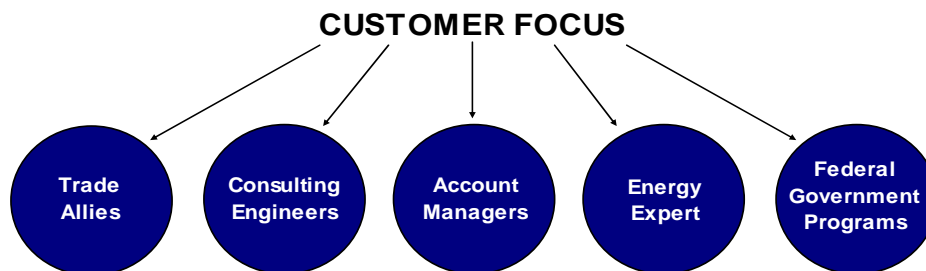 CUSTOMER FOCUS
Trade
Allies
Consulting
Engineers
Account
Managers
Energy
Expert
Federal
Government
Programs